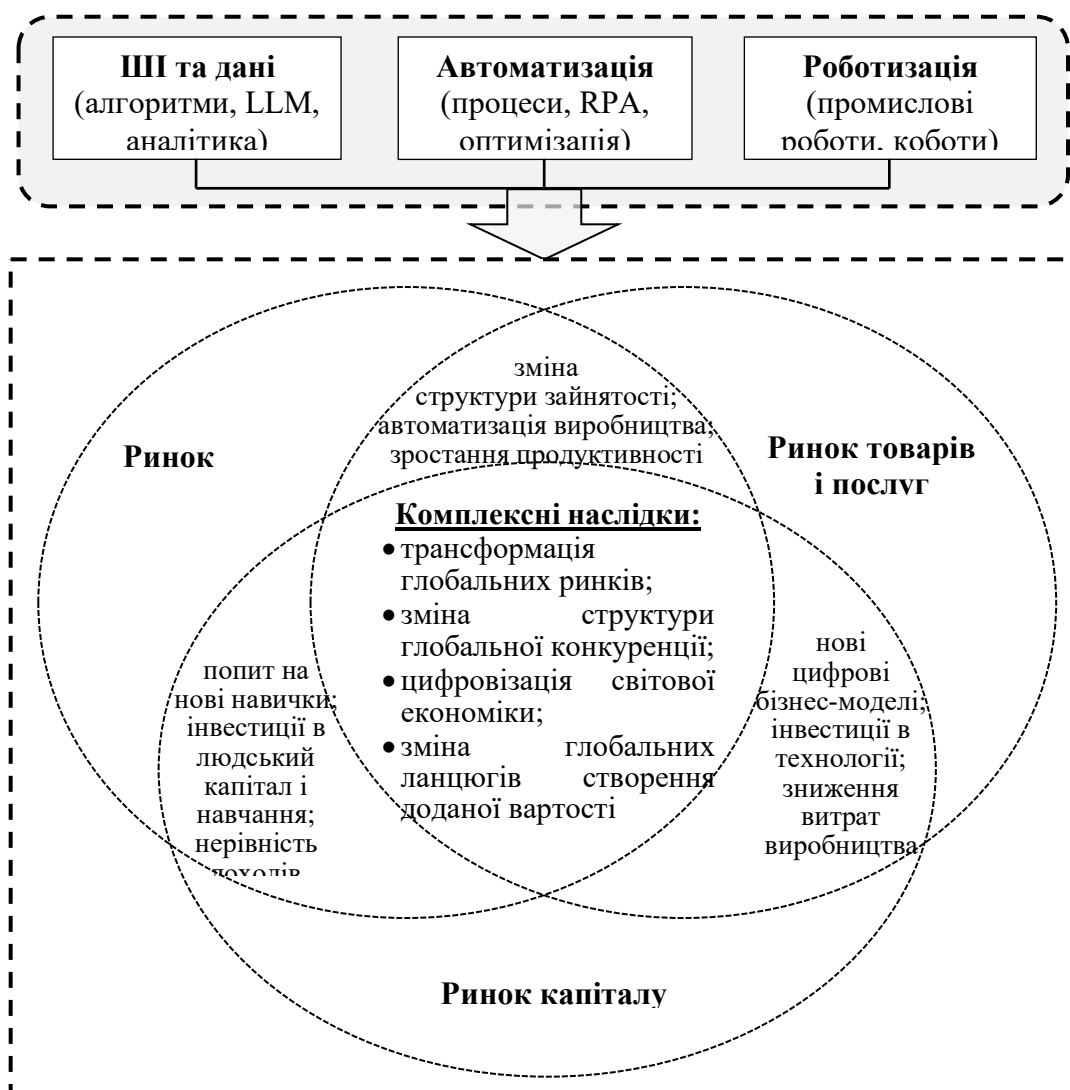 ШІ та дані
(алгоритми, LLM,
аналітика)
Автоматизація
(процеси, RPA,
оптимізація)
Роботизація
(промислові
роботи, коботи)
зміна
структури зайнятості;
автоматизація виробництва;
зростання продуктивності
Ринок
Ринок товарів
і послуг
Комплексні наслідки:
• трансформація
глобальних ринків;
• зміна структури
глобальної конкуренції;
• цифровізація світової
економіки;
• зміна глобальних
ланцюгів створення
доданої вартості
попит на
нові навички;
інвестиції в
людський
капітал і
навчання;
нерівність
доходів
нові
цифрові
бізнес-моделі;
інвестиції в
технології;
зниження
витрат
виробництва
Ринок капіталу